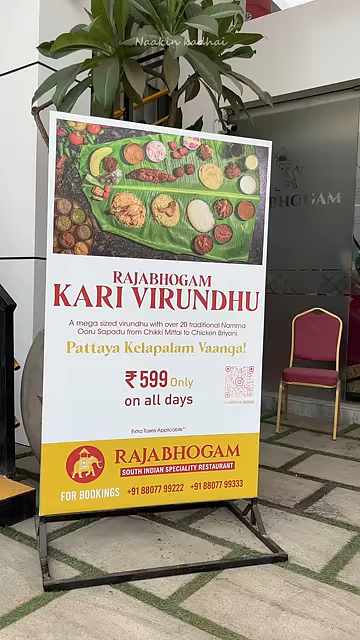 Naakin kadhai
RAJABHOGAM
KARI VIRUNDHU
A mega sized virundhu with over 20 traditional Namma
Ooru Sapadu from Chikki Mittai to Chicken Briyani.
Pattaya Kelapalam Vaanga!
₹599 Only
on all days
Extra Taxes Applicable*
RAJABHOGAM
SOUTH INDIAN SPECIALITY RESTAURANT
FOR BOOKINGS +91 88077 99222 +91 88077 99333
BHOGAM